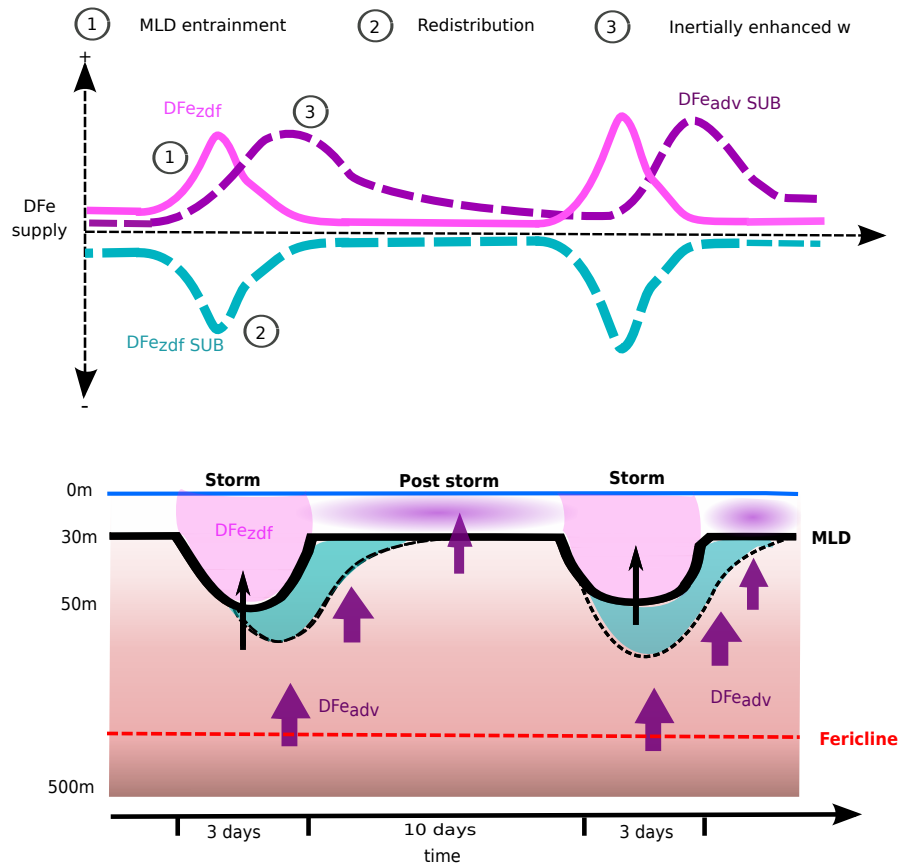 1 MLD entrainment 2 Redistribution 3 Inertially enhanced w
+
DFezdf
DFeadv SUB
3
1
DFe
supply
2
DFezdf SUB
-
Storm Post storm Storm
0m
DFezdf
30m
MLD
50m
DFeadv
DFeadv
Fericline
500m
3 days 10 days 3 days
time